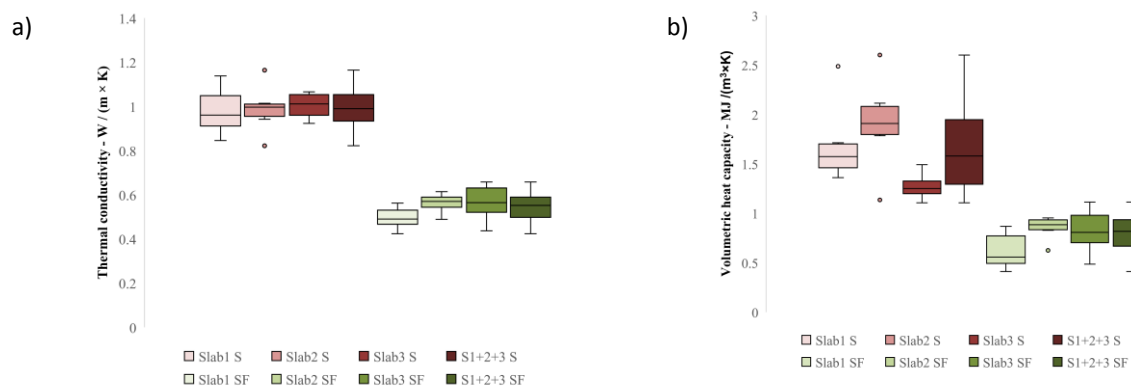 a)
Thermal conductivity - W / (m × K)
1.4
1.2
1
0.8
0.6
0.4
0.2
0
Slab1 S
Slab2 S
Slab3 S
S1+2+3 S
Slab1 SF
Slab2 SF
Slab3 SF
S1+2+3 SF
b)
Volumetric heat capacity - MJ /(m³×K)
3
2.5
2
1.5
1
0.5
0
Slab1 S
Slab2 S
Slab3 S
S1+2+3 S
Slab1 SF
Slab2 SF
Slab3 SF
S1+2+3 SF